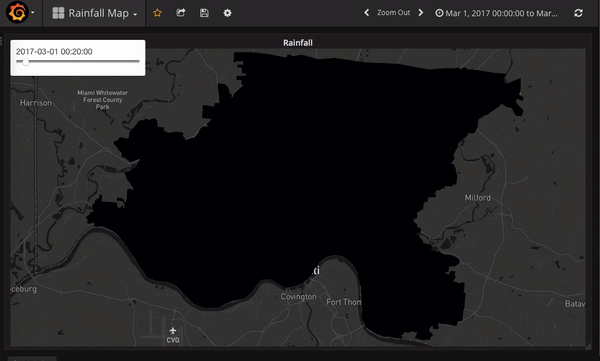 Rainfall Map
Zoom Out
Mar 1, 2017 00:00:00 to Mar...
Rainfall
2017-03-01 00:20:00
Miami Whitewater
Forest County
Park
Harrison
Milford
ceburg
ti
Covington
Fort Thom
Batav
CVG